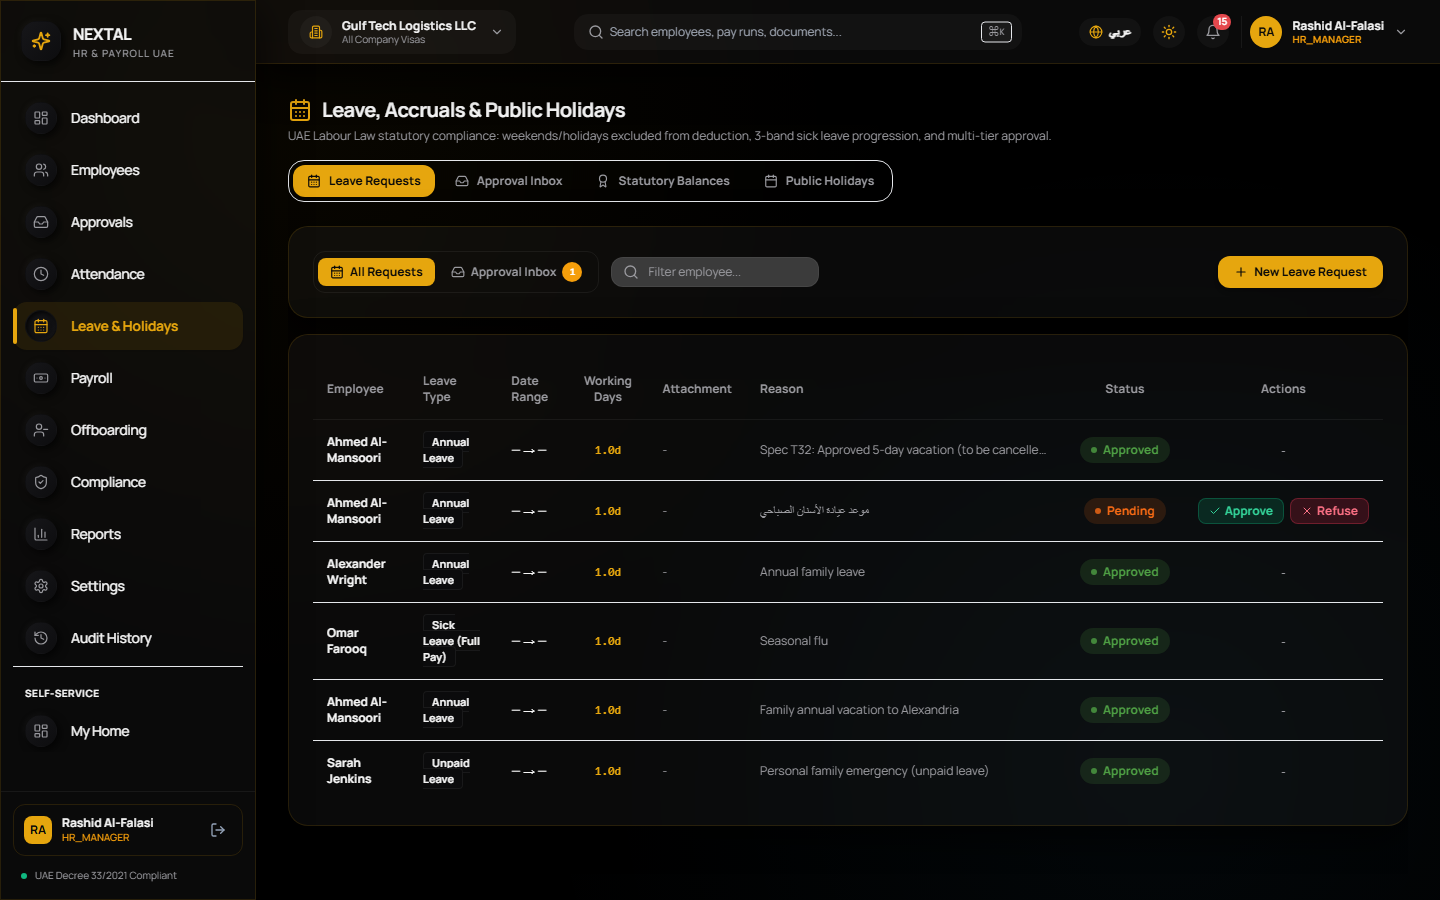 NEXTAL
HR & PAYROLL UAE
Dashboard
Employees
Approvals
Attendance
Leave & Holidays
Payroll
Offboarding
Compliance
Reports
Settings
Audit History
SELF-SERVICE
My Home
RA
Rashid Al-Falasi
HR_MANAGER
UAE Decree 33/2021 Compliant
Gulf Tech Logistics LLC
All Company Visas
Search employees, pay runs, documents...
⌘K
عربي
15
RA
Rashid Al-Falasi
HR_MANAGER
Leave, Accruals & Public Holidays
UAE Labour Law statutory compliance: weekends/holidays excluded from deduction, 3-band sick leave progression, and multi-tier approval.
Leave Requests
Approval Inbox
Statutory Balances
Public Holidays
All Requests
Approval Inbox 1
Filter employee...
+ New Leave Request
Employee
Leave Type
Date Range
Working Days
Attachment
Reason
Status
Actions
Ahmed Al-Mansoori
Annual Leave
— → —
1.0d
-
Spec T32: Approved 5-day vacation (to be cancelle...
Approved
-
Ahmed Al-Mansoori
Annual Leave
— → —
1.0d
-
موعد عيادة الأسنان الصباحي
Pending
Approve
Refuse
Alexander Wright
Annual Leave
— → —
1.0d
-
Annual family leave
Approved
-
Omar Farooq
Sick Leave (Full Pay)
— → —
1.0d
-
Seasonal flu
Approved
-
Ahmed Al-Mansoori
Annual Leave
— → —
1.0d
-
Family annual vacation to Alexandria
Approved
-
Sarah Jenkins
Unpaid Leave
— → —
1.0d
-
Personal family emergency (unpaid leave)
Approved
-